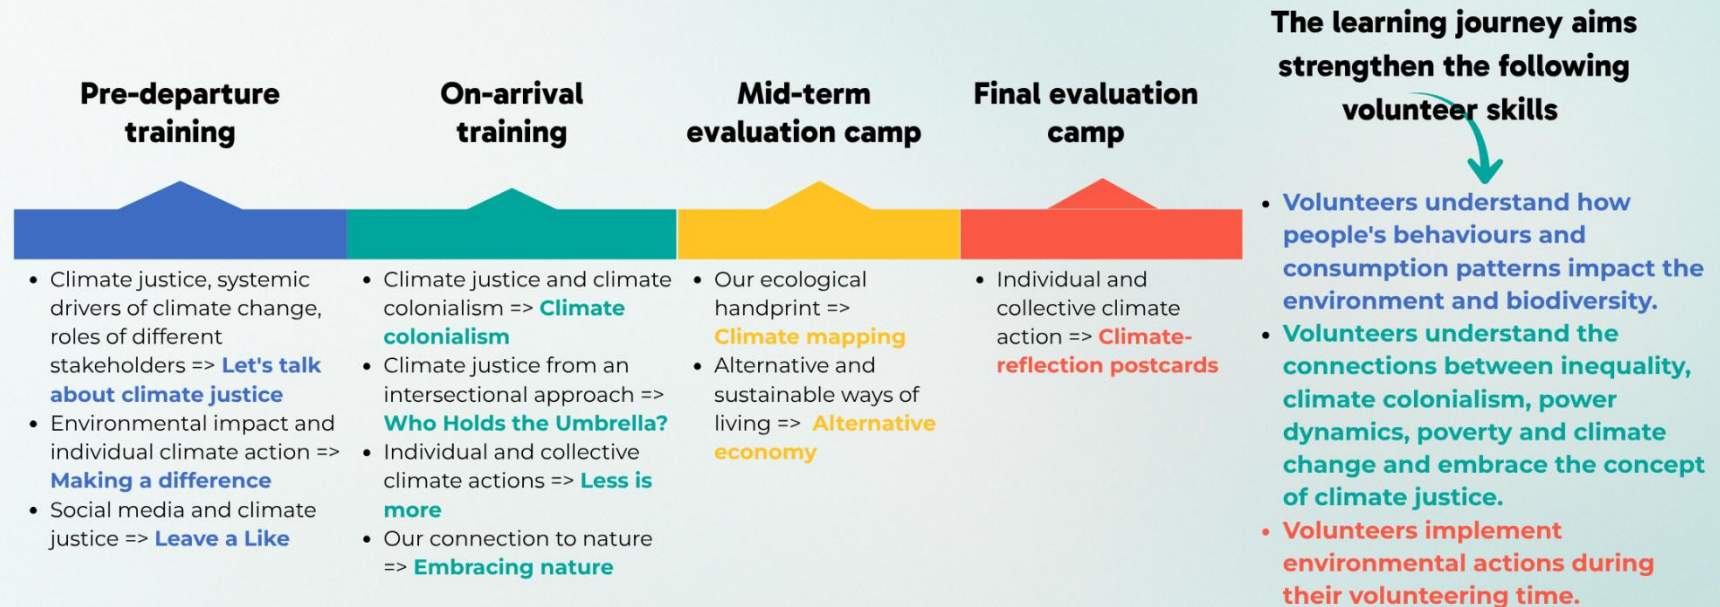 Pre-departure
training
• Climate justice, systemic
drivers of climate change,
roles of different
stakeholders => Let's talk
about climate justice
• Environmental impact and
individual climate action =>
Making a difference
• Social media and climate
justice => Leave a Like
On-arrival
training
• Climate justice and climate
colonialism => Climate
colonialism
• Climate justice from an
intersectional approach =>
Who Holds the Umbrella?
• Individual and collective
climate actions => Less is
more
• Our connection to nature
=> Embracing nature
Mid-term
evaluation camp
• Our ecological
handprint =>
Climate mapping
• Alternative and
sustainable ways of
living => Alternative
economy
Final evaluation
camp
• Individual and
collective climate
action => Climate-
reflection postcards
The learning journey aims
strengthen the following
volunteer skills
• Volunteers understand how
people's behaviours and
consumption patterns impact the
environment and biodiversity.
• Volunteers understand the
connections between inequality,
climate colonialism, power
dynamics, poverty and climate
change and embrace the concept
of climate justice.
• Volunteers implement
environmental actions during
their volunteering time.